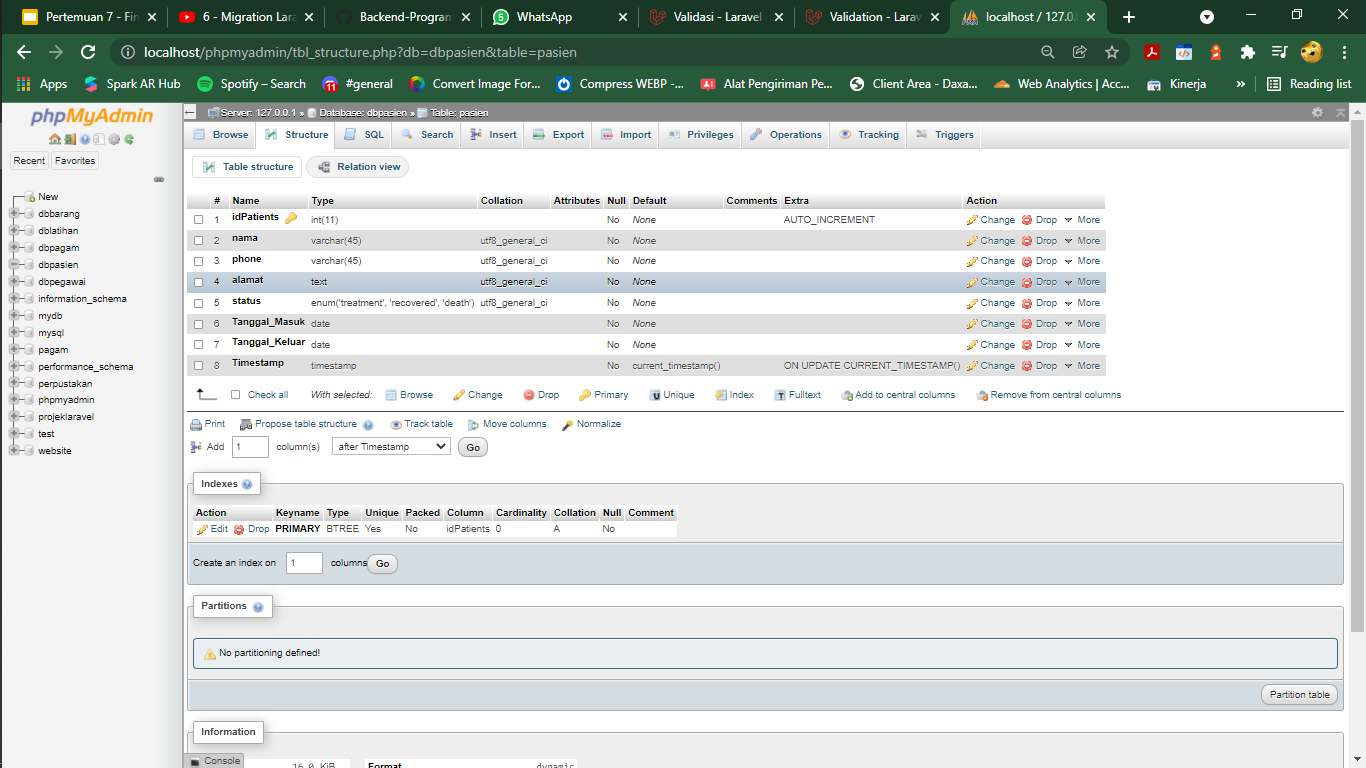 Pertemuan 7 - Fin
6 - Migration Lara
Backend-Program
WhatsApp
Validasi - Laravel
Validation - Larav
localhost / 127.0.
localhost/phpmyadmin/tbl_structure.php?db=dbpasien&table=pasien
Apps
Spark AR Hub
Spotify – Search
#general
Convert Image For...
Compress WEBP -...
Alat Pengiriman Pe...
Client Area - Daxa...
Web Analytics | Acc...
Kinerja
»
Reading list
phpMyAdmin
Recent Favorites
New
dbbarang
dblatihan
dbpagam
dbpasien
dbpegawai
information_schema
mydb
mysql
pagam
performance_schema
perpustakan
phpmyadmin
projeklaravel
test
website
Server: 127.0.0.1 » Database: dbpasien » Table: pasien
Browse Structure SQL Search Insert Export Import Privileges Operations Tracking Triggers
Table structure Relation view
# Name Type Collation Attributes Null Default Comments Extra Action
1 idPatients int(11) No None AUTO_INCREMENT Change Drop More
2 nama varchar(45) utf8_general_ci No None Change Drop More
3 phone varchar(45) utf8_general_ci No None Change Drop More
4 alamat text utf8_general_ci No None Change Drop More
5 status enum('treatment', 'recovered', 'death') utf8_general_ci No None Change Drop More
6 Tanggal_Masuk date No None Change Drop More
7 Tanggal_Keluar date No None Change Drop More
8 Timestamp timestamp No current_timestamp() ON UPDATE CURRENT_TIMESTAMP() Change Drop More
Check all With selected: Browse Change Drop Primary Unique Index Fulltext Add to central columns Remove from central columns
Print Propose table structure Track table Move columns Normalize
Add 1 column(s) after Timestamp Go
Indexes
Action Keyname Type Unique Packed Column Cardinality Collation Null Comment
Edit Drop PRIMARY BTREE Yes No idPatients 0 A No
Create an index on 1 columns Go
Partitions
No partitioning defined!
Partition table
Information
Console
16.0 KiB Format dynamic